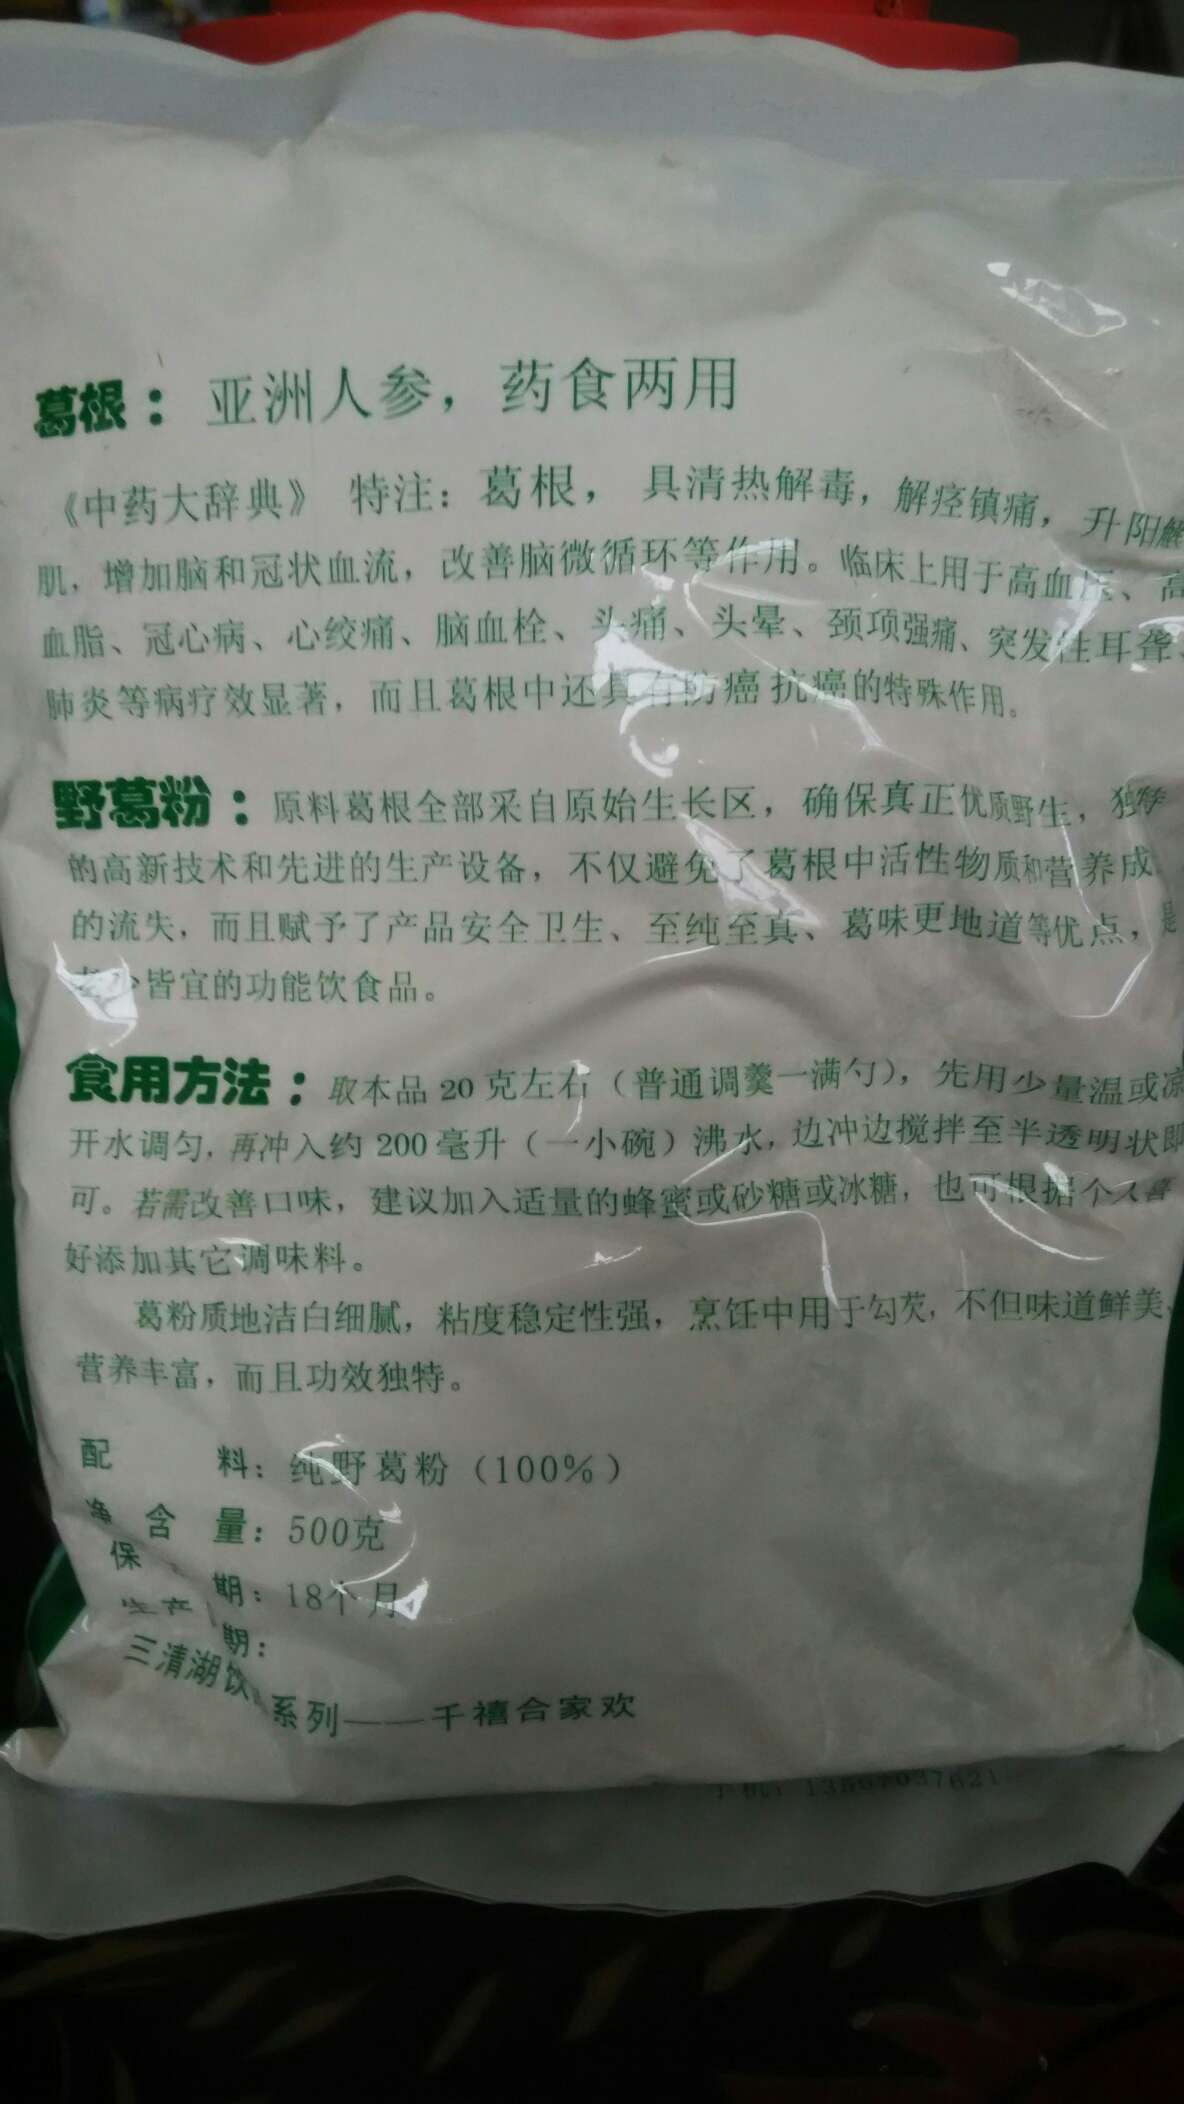 葛根：亚洲人参，药食两用
《中药大辞典》 特注：葛根， 具清热解毒，解痉镇痛，升阳解
肌，增加脑和冠状血流，改善脑微循环等作用。临床上用于高血压、高
血脂、冠心病、心绞痛、脑血栓、头痛、头晕、颈项强痛、突发性耳聋、
肺炎等病疗效显著，而且葛根中还具有防癌抗癌的特殊作用。
野葛粉：原料葛根全部采自原始生长区，确保真正优质野生，独特
的高新技术和先进的生产设备，不仅避免了葛根中活性物质和营养成
的流失，而且赋予了产品安全卫生、至纯至真、葛味更地道等优点，是
老少皆宜的功能饮食品。
食用方法：取本品 20 克左右（普通调羹一满勺），先用少量温或凉
开水调匀，再冲入约 200 毫升（一小碗）沸水，边冲边搅拌至半透明状即
可。若需改善口味，建议加入适量的蜂蜜或砂糖或冰糖，也可根据个人喜
好添加其它调味料。
葛粉质地洁白细腻，粘度稳定性强，烹饪中用于勾芡，不但味道鲜美、
营养丰富，而且功效独特。
配 料：纯野葛粉（100%）
净 含 量：500克
保 期：18个月
生产 期：
三清湖饮 系列——千禧合家欢